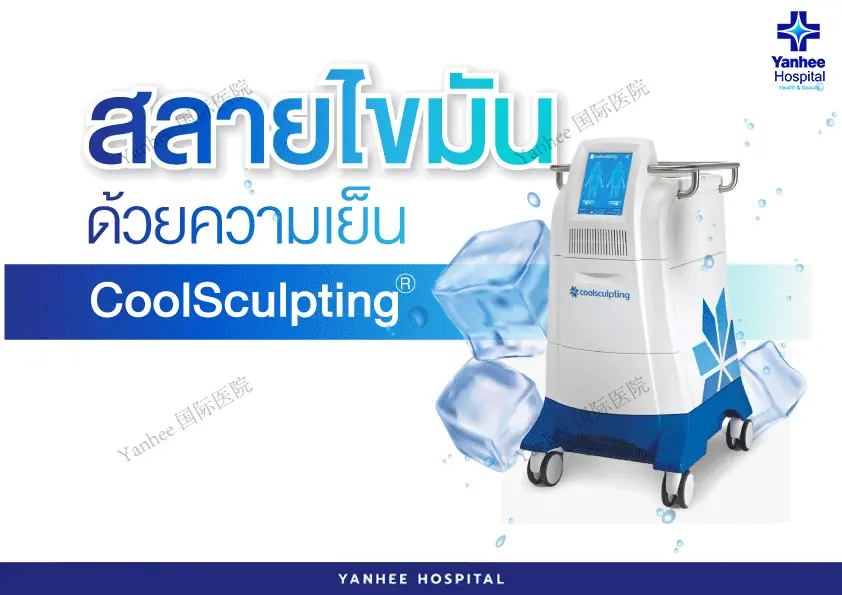 Yanhee
Hospital
Health & Beauty
สลายไขมัน
ด้วยความเย็น
CoolSculpting®
coolsculpting
coolsculpting
Yanhee 国际医院
Yanhee 国际医院
Yanhee 国际医院
Yanhee 国际医院
YANHEE HOSPITAL